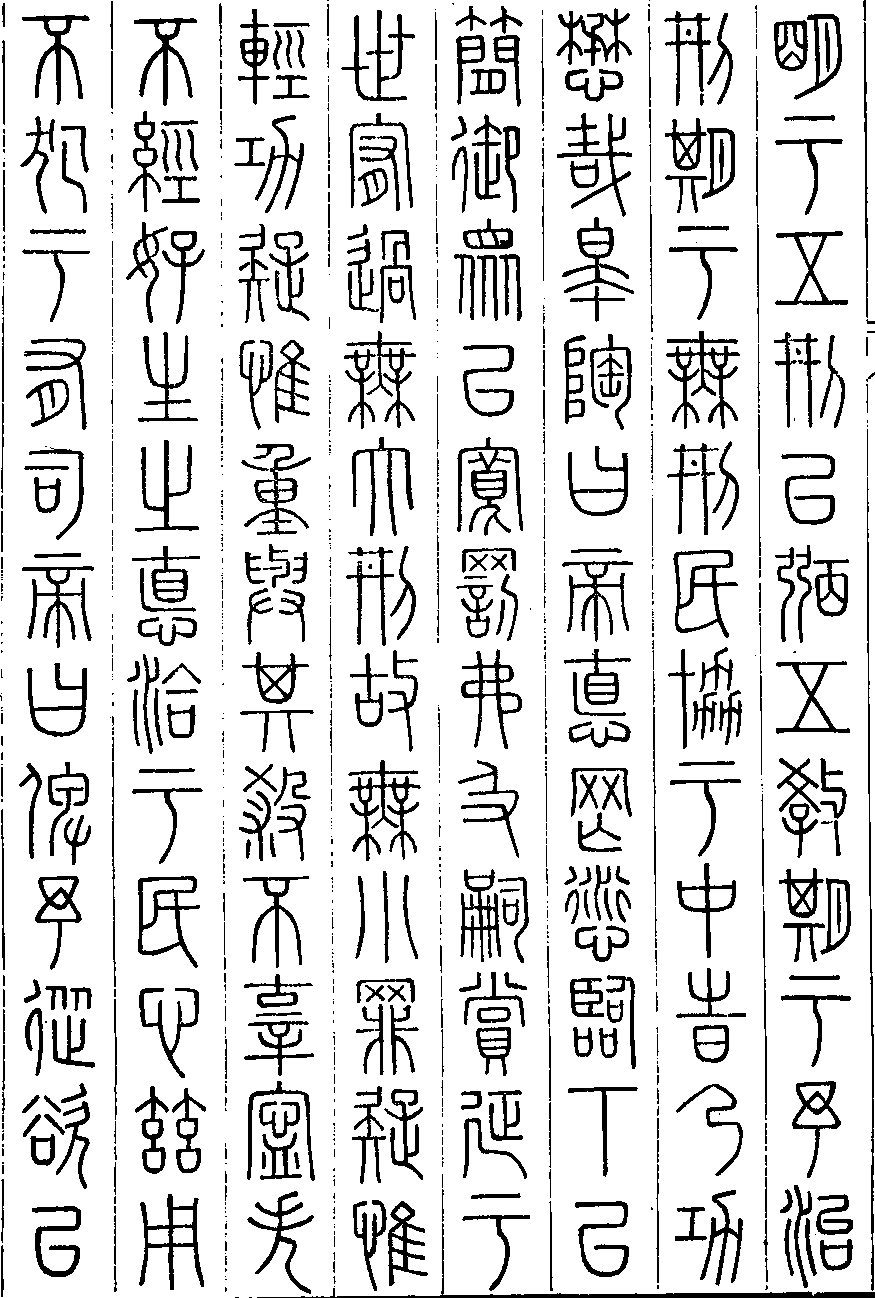 明于五刑以弼五教期于予治
刑期于無刑民協于中時乃功
懋哉皋陶曰帝德罔愆臨下以
簡御眾以寬罰弗及嗣賞延于
世宥過無大刑故無小罪疑惟
輕功疑惟重與其殺不辜寧失
不經好生之德洽于民心茲用
不犯于有司帝曰俾予從欲以